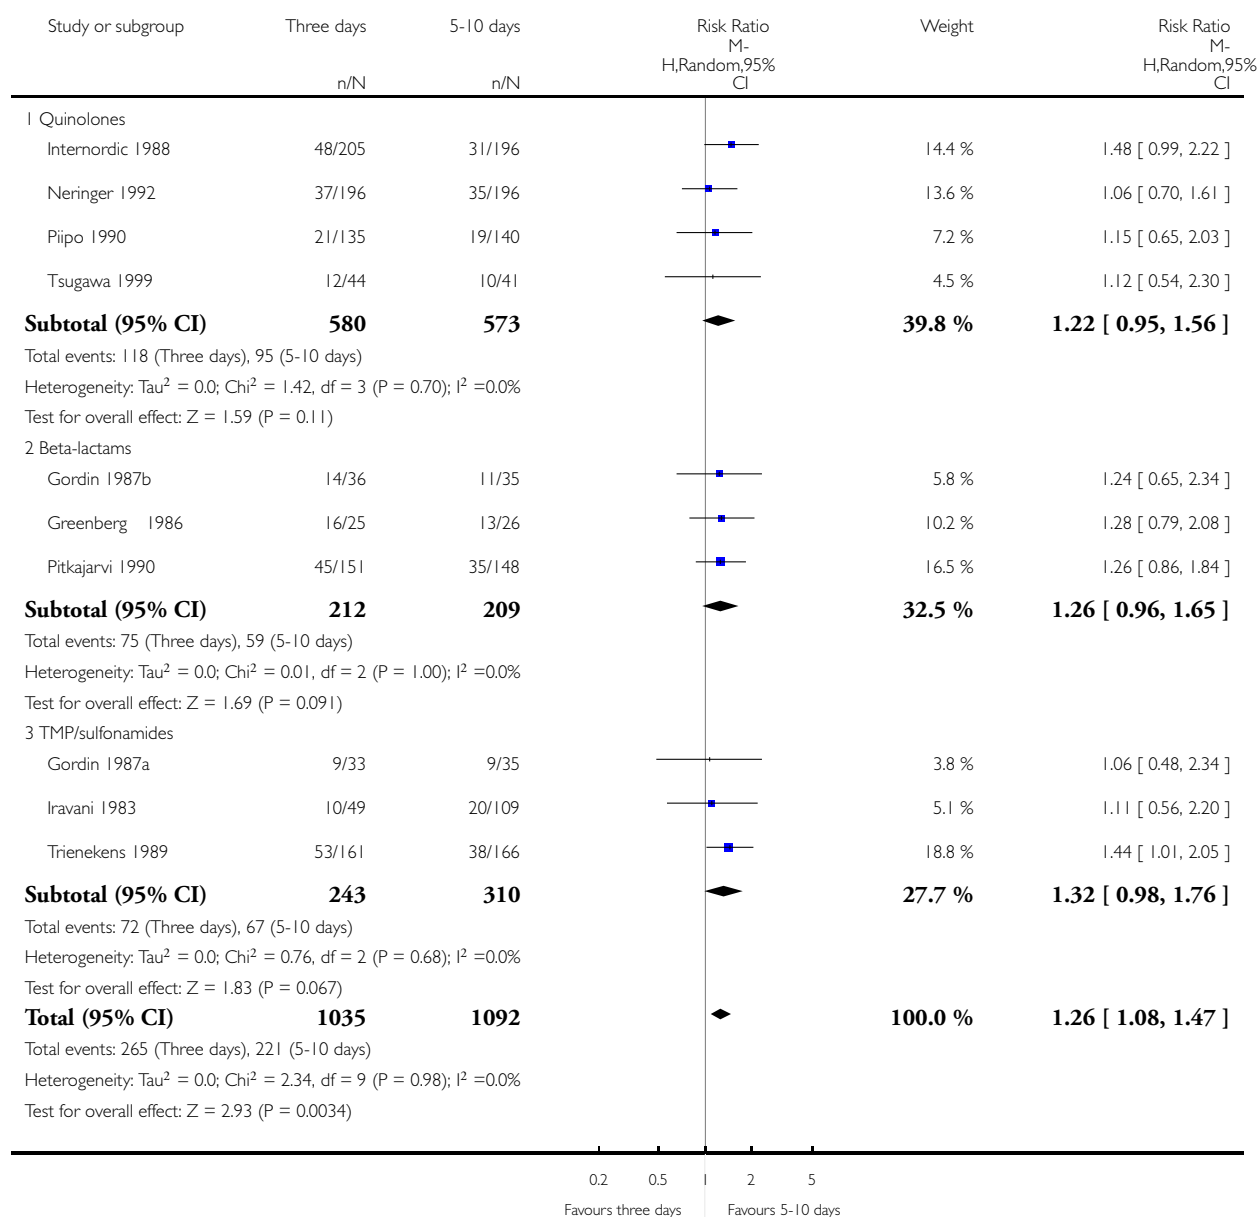 Study or subgroup Three days 5-10 days Risk Ratio Weight Risk Ratio
M- M-
H,Random,95% H,Random,95%
n/N n/N CI CI
1 Quinolones
Internordic 1988 48/205 31/196 14.4 % 1.48 [ 0.99, 2.22 ]
Neringer 1992 37/196 35/196 13.6 % 1.06 [ 0.70, 1.61 ]
Piipo 1990 21/135 19/140 7.2 % 1.15 [ 0.65, 2.03 ]
Tsugawa 1999 12/44 10/41 4.5 % 1.12 [ 0.54, 2.30 ]
Subtotal (95% CI) 580 573 39.8 % 1.22 [ 0.95, 1.56 ]
Total events: 118 (Three days), 95 (5-10 days)
Heterogeneity: Tau² = 0.0; Chi² = 1.42, df = 3 (P = 0.70); I² =0.0%
Test for overall effect: Z = 1.59 (P = 0.11)
2 Beta-lactams
Gordin 1987b 14/36 11/35 5.8 % 1.24 [ 0.65, 2.34 ]
Greenberg 1986 16/25 13/26 10.2 % 1.28 [ 0.79, 2.08 ]
Pitkajarvi 1990 45/151 35/148 16.5 % 1.26 [ 0.86, 1.84 ]
Subtotal (95% CI) 212 209 32.5 % 1.26 [ 0.96, 1.65 ]
Total events: 75 (Three days), 59 (5-10 days)
Heterogeneity: Tau² = 0.0; Chi² = 0.01, df = 2 (P = 1.00); I² =0.0%
Test for overall effect: Z = 1.69 (P = 0.091)
3 TMP/sulfonamides
Gordin 1987a 9/33 9/35 3.8 % 1.06 [ 0.48, 2.34 ]
Iravani 1983 10/49 20/109 5.1 % 1.11 [ 0.56, 2.20 ]
Trienekens 1989 53/161 38/166 18.8 % 1.44 [ 1.01, 2.05 ]
Subtotal (95% CI) 243 310 27.7 % 1.32 [ 0.98, 1.76 ]
Total events: 72 (Three days), 67 (5-10 days)
Heterogeneity: Tau² = 0.0; Chi² = 0.76, df = 2 (P = 0.68); I² =0.0%
Test for overall effect: Z = 1.83 (P = 0.067)
Total (95% CI) 1035 1092 100.0 % 1.26 [ 1.08, 1.47 ]
Total events: 265 (Three days), 221 (5-10 days)
Heterogeneity: Tau² = 0.0; Chi² = 2.34, df = 9 (P = 0.98); I² =0.0%
Test for overall effect: Z = 2.93 (P = 0.0034)
0.2 0.5 1 2 5
Favours three days Favours 5-10 days